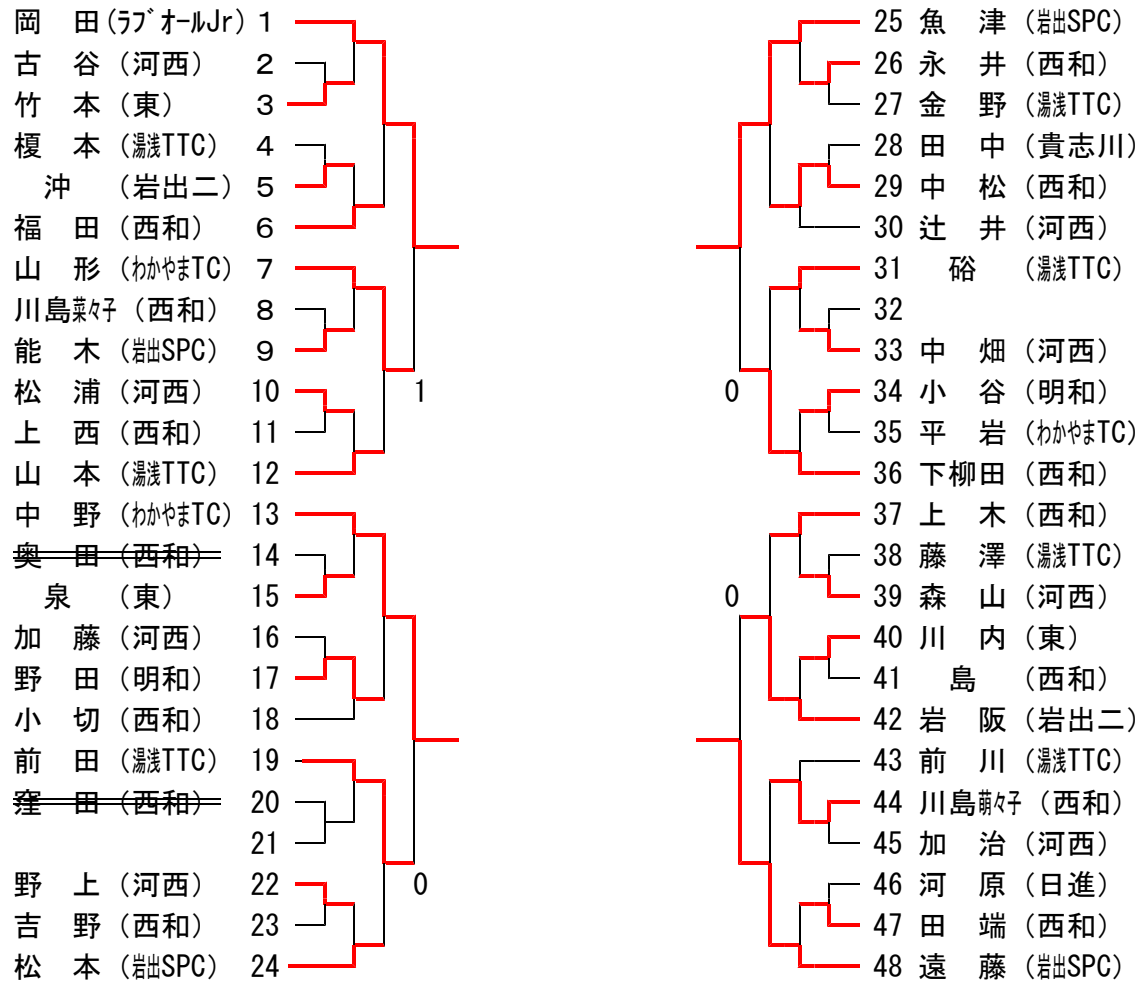 岡　田(ラブオールJr) 1
古　谷（河西） 2
竹　本（東） 3
榎　本（湯浅TTC） 4
沖　（岩出二） 5
福　田（西和） 6
山　形（わかやまTC） 7
川島菜々子（西和） 8
能　木（岩出SPC） 9
松　浦（河西） 10
上　西（西和） 11
山　本（湯浅TTC） 12
中　野（わかやまTC） 13
奥　田（西和） 14
泉　（東） 15
加　藤（河西） 16
野　田（明和） 17
小　切（西和） 18
前　田（湯浅TTC） 19
窪　田（西和） 20
21
野　上（河西） 22
吉　野（西和） 23
松　本（岩出SPC） 24
1
0
25 魚　津（岩出SPC）
26 永　井（西和）
27 金　野（湯浅TTC）
28 田　中（貴志川）
29 中　松（西和）
30 辻　井（河西）
31 硲　（湯浅TTC）
32
33 中　畑（河西）
34 小　谷（明和）
35 平　岩（わかやまTC）
36 下柳田（西和）
37 上　木（西和）
38 藤　澤（湯浅TTC）
39 森　山（河西）
40 川　内（東）
41 島　（西和）
42 岩　阪（岩出二）
43 前　川（湯浅TTC）
44 川島萌々子（西和）
45 加　治（河西）
46 河　原（日進）
47 田　端（西和）
48 遠　藤（岩出SPC）
0
0